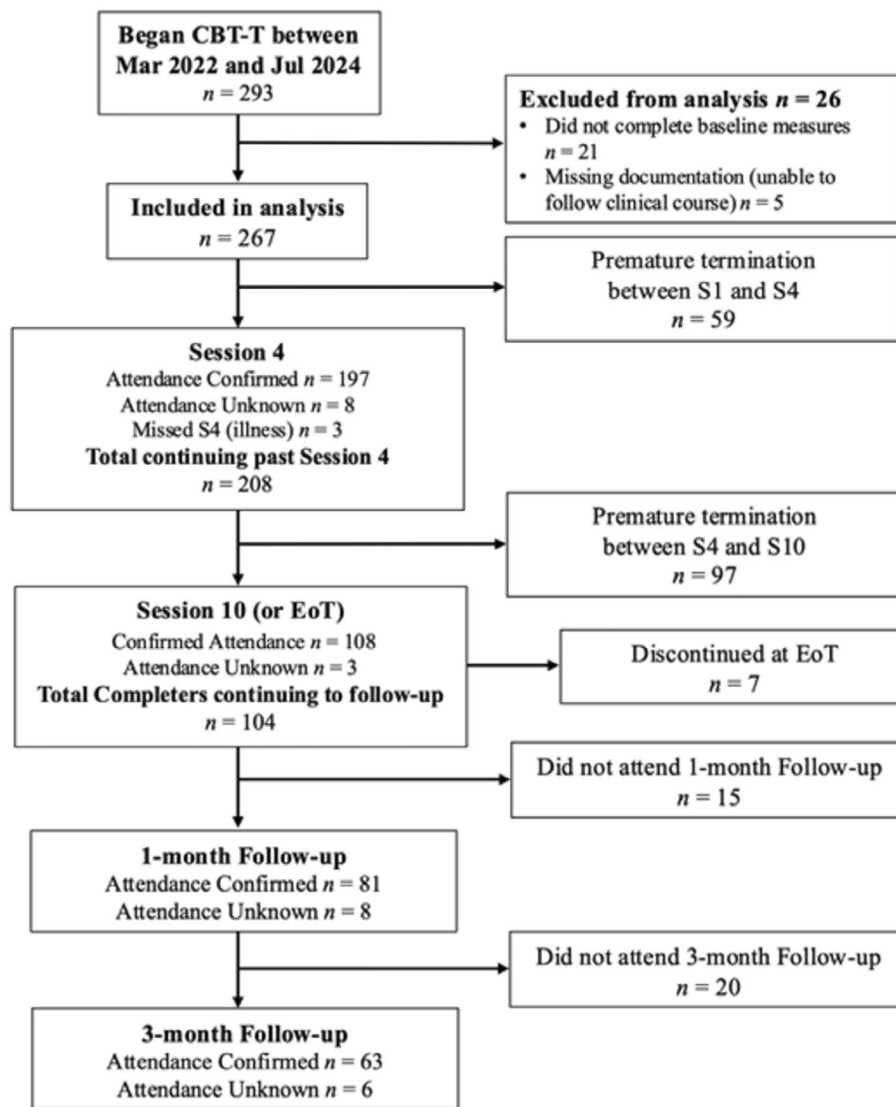 Began CBT-T between
Mar 2022 and Jul 2024
n = 293
Excluded from analysis n = 26
• Did not complete baseline measures
n = 21
• Missing documentation (unable to
follow clinical course) n = 5
Included in analysis
n = 267
Premature termination
between S1 and S4
n = 59
Session 4
Attendance Confirmed n = 197
Attendance Unknown n = 8
Missed S4 (illness) n = 3
Total continuing past Session 4
n = 208
Premature termination
between S4 and S10
n = 97
Session 10 (or EoT)
Confirmed Attendance n = 108
Attendance Unknown n = 3
Total Completers continuing to follow-up
n = 104
Discontinued at EoT
n = 7
Did not attend 1-month Follow-up
n = 15
1-month Follow-up
Attendance Confirmed n = 81
Attendance Unknown n = 8
Did not attend 3-month Follow-up
n = 20
3-month Follow-up
Attendance Confirmed n = 63
Attendance Unknown n = 6